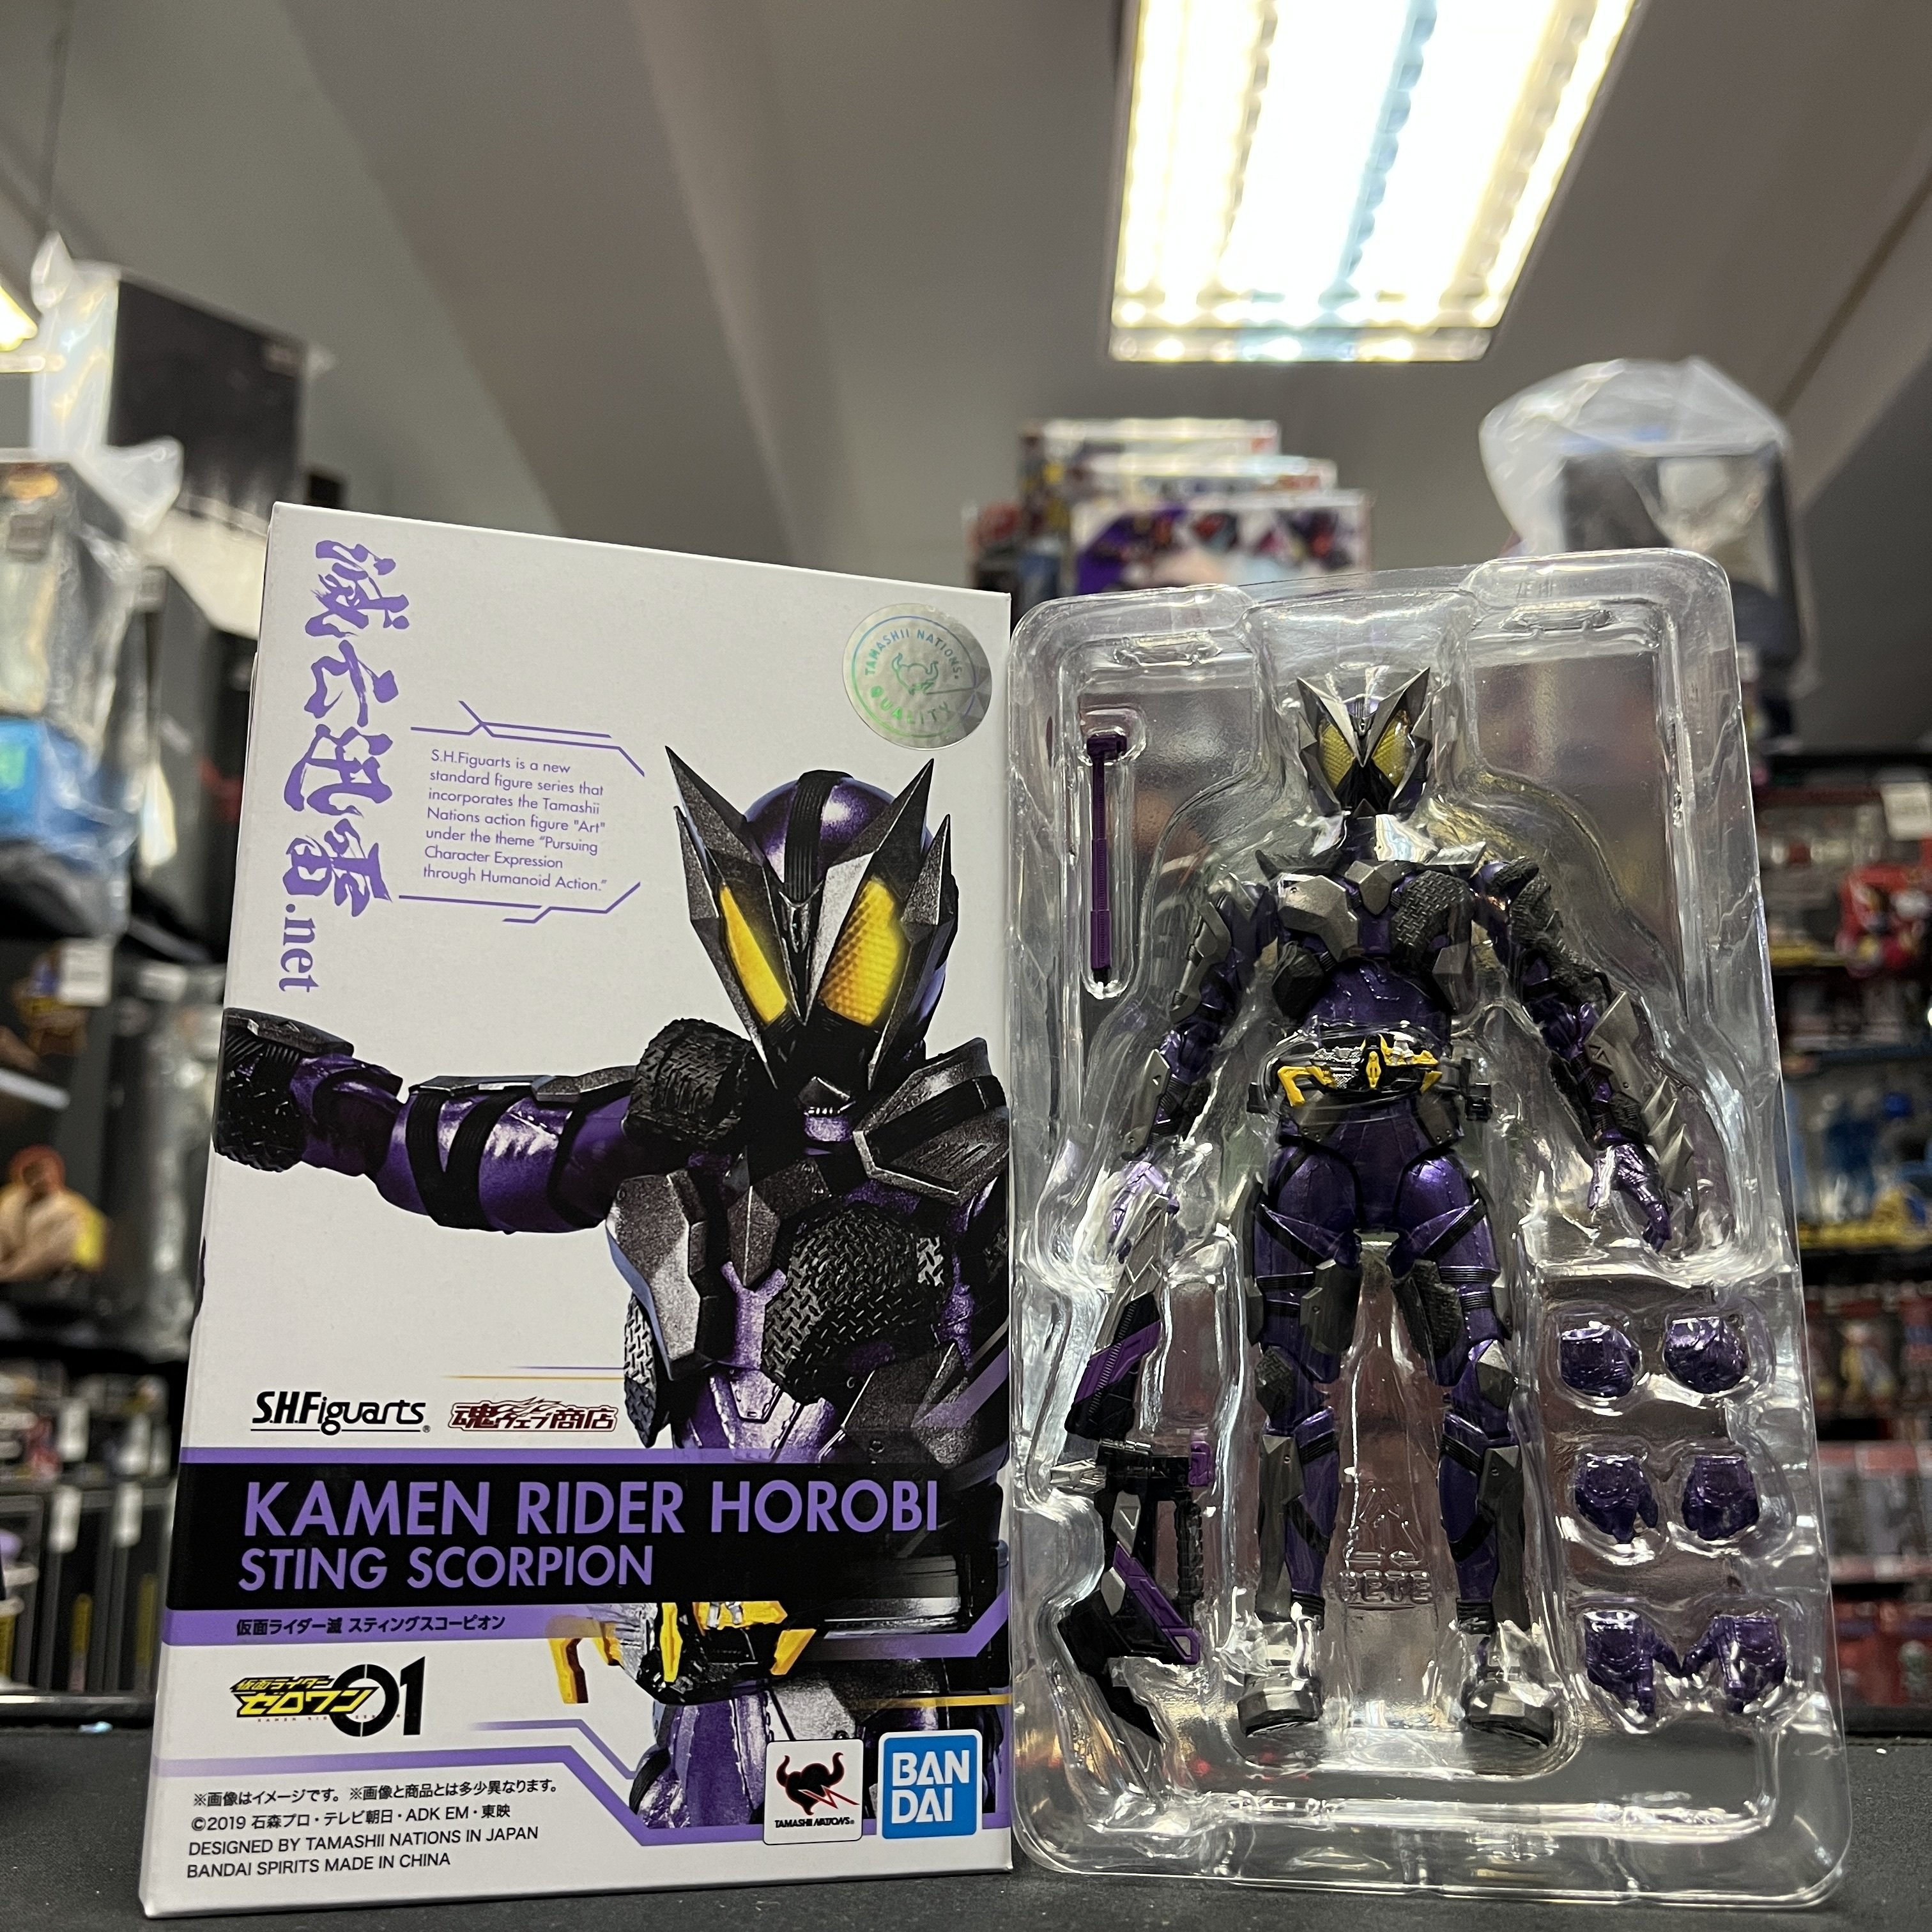 滅亡迅雷.net
TAMASHII NATIONS
QUALITY
S.H.Figuarts is a new
standard figure series that
incorporates the Tamashii
Nations action figure "Art"
under the theme "Pursuing
Character Expression
through Humanoid Action."
S.H.Figuarts®
魂ウェブ商店
KAMEN RIDER HOROBI
STING SCORPION
仮面ライダー滅 スティングスコーピオン
仮面ライダー
ゼロワン 01
※画像はイメージです。※画像と商品とは多少異なります。
©2019 石森プロ・テレビ朝日・ADK EM・東映
DESIGNED BY TAMASHII NATIONS IN JAPAN
BANDAI SPIRITS MADE IN CHINA
TAMASHII NATIONS®
BAN
DAI
PETE